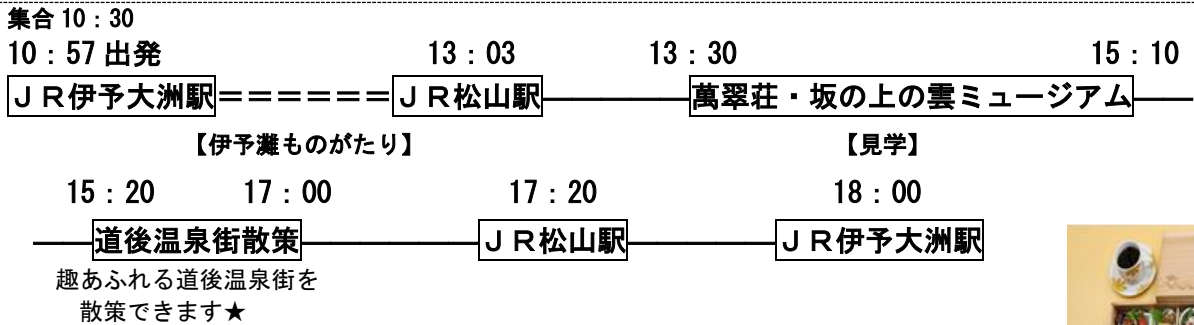 集合 10：30
10：57 出発 13：03 13：30 15：10
ＪＲ伊予大洲駅＝＝＝＝＝＝ＪＲ松山駅―――――萬翠荘・坂の上の雲ミュージアム――
【伊予灘ものがたり】 【見学】
15：20 17：00 17：20 18：00
――道後温泉街散策――――――ＪＲ松山駅―――――ＪＲ伊予大洲駅
趣あふれる道後温泉街を
散策できます★